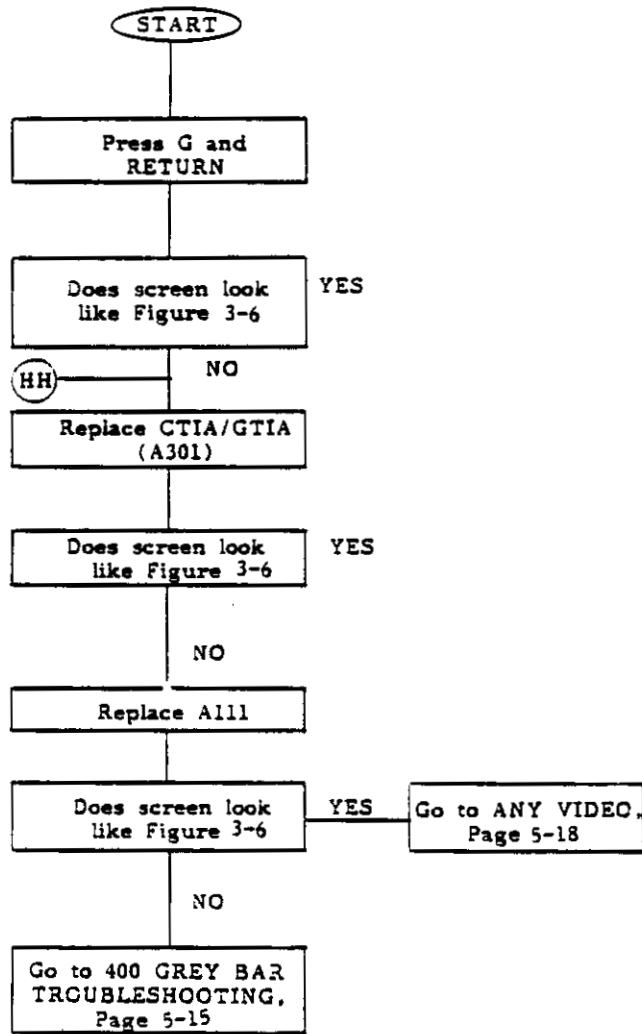 START
Press G and
RETURN
Does screen look
like Figure 3-6
YES
NO
HH
Replace CTIA/GTIA
(A301)
Does screen look
like Figure 3-6
YES
NO
Replace A111
Does screen look
like Figure 3-6
YES
Go to ANY VIDEO,
Page 5-18
NO
Go to 400 GREY BAR
TROUBLESHOOTING,
Page 5-15